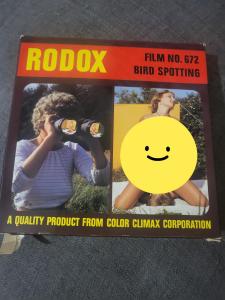 RODOX
FILM NO. 672
BIRD SPOTTING
A QUALITY PRODUCT FROM COLOR CLIMAX CORPORATION